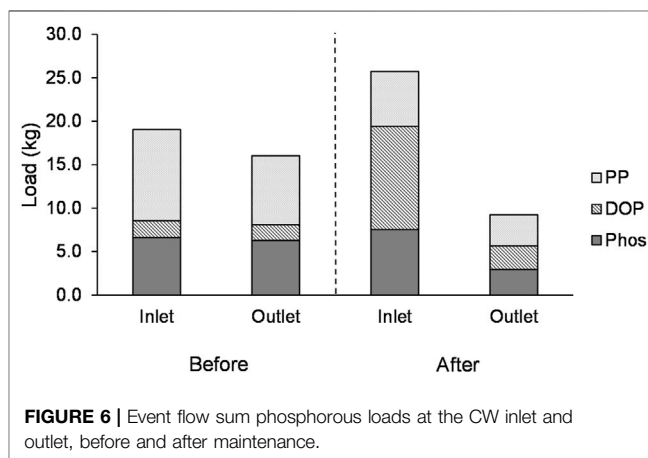 30.0
25.0
20.0
15.0
10.0
5.0
0.0
Load (kg)
Inlet Outlet Inlet Outlet
Before After
PP
DOP
Phos
FIGURE 6 | Event flow sum phosphorous loads at the CW inlet and
outlet, before and after maintenance.